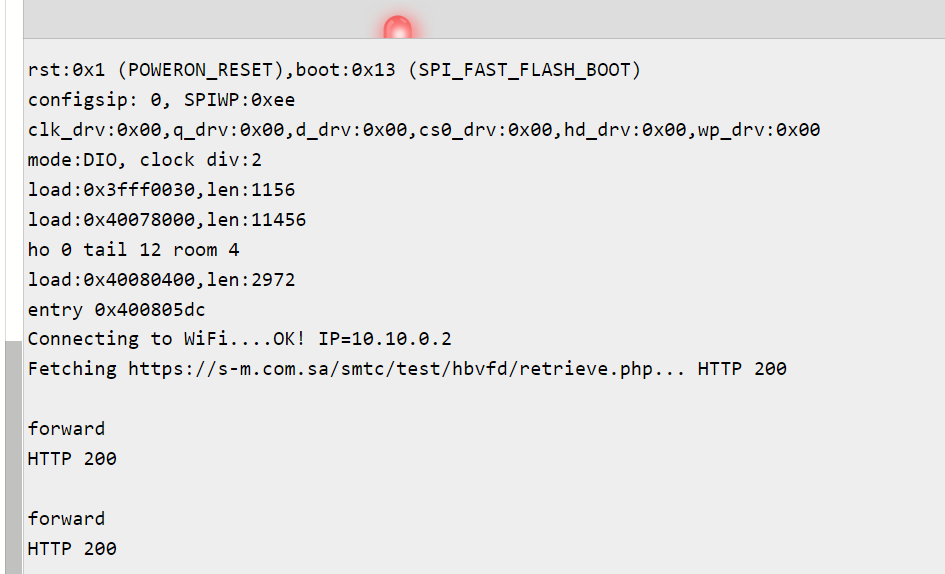 rst:0x1 (POWERON_RESET),boot:0x13 (SPI_FAST_FLASH_BOOT)
configsip: 0, SPIWP:0xee
clk_drv:0x00,q_drv:0x00,d_drv:0x00,cs0_drv:0x00,hd_drv:0x00,wp_drv:0x00
mode:DIO, clock div:2
load:0x3fff0030,len:1156
load:0x40078000,len:11456
ho 0 tail 12 room 4
load:0x40080400,len:2972
entry 0x400805dc
Connecting to WiFi....OK! IP=10.10.0.2
Fetching https://s-m.com.sa/smtc/test/hbvfd/retrieve.php... HTTP 200
forward
HTTP 200
forward
HTTP 200